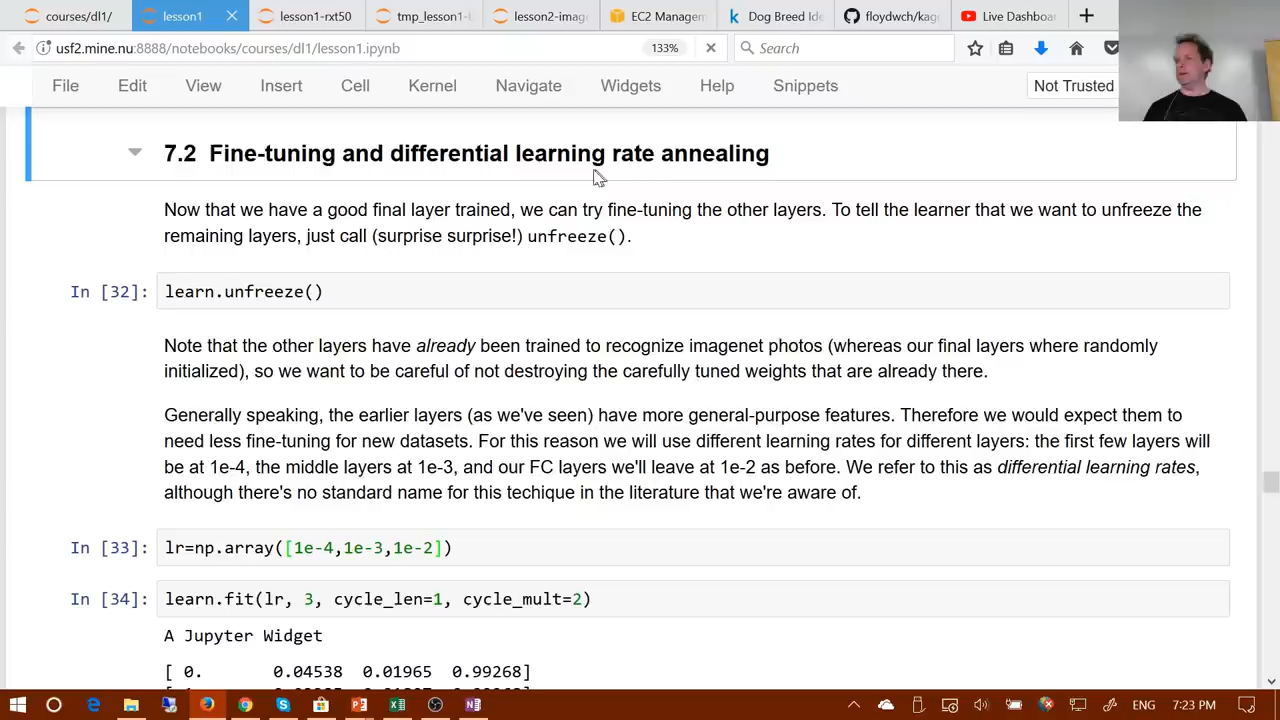 courses/dl1/
lesson1
lesson1-rxt50
tmp_lesson1-
lesson2-imag
EC2 Managem
Dog Breed Ide
floydwch/kag
Live Dashboa
usf2.mine.nu:8888/notebooks/courses/dl1/lesson1.ipynb
133%
Search
File Edit View Insert Cell Kernel Navigate Widgets Help Snippets
Not Trusted
7.2 Fine-tuning and differential learning rate annealing
Now that we have a good final layer trained, we can try fine-tuning the other layers. To tell the learner that we want to unfreeze the
remaining layers, just call (surprise surprise!) unfreeze().
In [32]: learn.unfreeze()
Note that the other layers have already been trained to recognize imagenet photos (whereas our final layers where randomly
initialized), so we want to be careful of not destroying the carefully tuned weights that are already there.
Generally speaking, the earlier layers (as we've seen) have more general-purpose features. Therefore we would expect them to
need less fine-tuning for new datasets. For this reason we will use different learning rates for different layers: the first few layers will
be at 1e-4, the middle layers at 1e-3, and our FC layers we'll leave at 1e-2 as before. We refer to this as differential learning rates,
although there's no standard name for this techique in the literature that we're aware of.
In [33]: lr=np.array([1e-4,1e-3,1e-2])
In [34]: learn.fit(lr, 3, cycle_len=1, cycle_mult=2)
A Jupyter Widget
[ 0. 0.04538 0.01965 0.99268]
ENG
7:23 PM